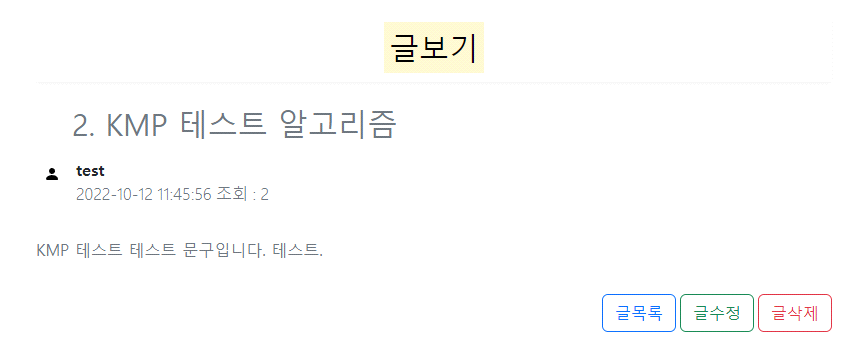 글보기
2. KMP 테스트 알고리즘
test
2022-10-12 11:45:56 조회 : 2
KMP 테스트 테스트 문구입니다. 테스트.
글목록 글수정 글삭제